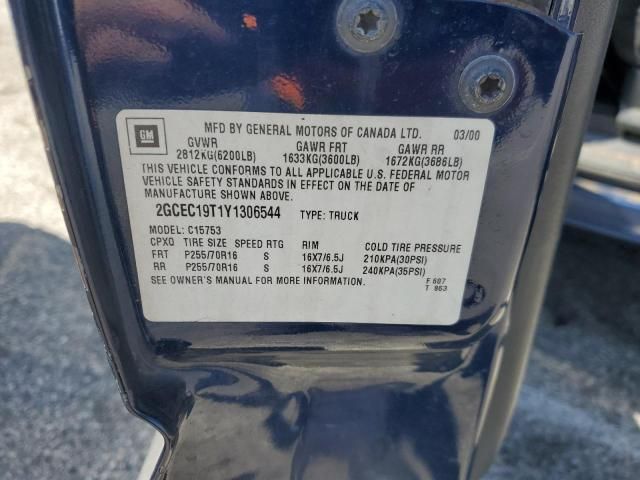 GM
MFD BY GENERAL MOTORS OF CANADA LTD. 03/00
GVWR GAWR FRT GAWR RR
2812KG(6200LB) 1633KG(3600LB) 1672KG(3686LB)
THIS VEHICLE CONFORMS TO ALL APPLICABLE U.S. FEDERAL MOTOR
VEHICLE SAFETY STANDARDS IN EFFECT ON THE DATE OF
MANUFACTURE SHOWN ABOVE.
2GCEC19T1Y1306544 TYPE: TRUCK
MODEL: C15753
CPXQ TIRE SIZE SPEED RTG RIM COLD TIRE PRESSURE
FRT P255/70R16 S 16X7/6.5J 210KPA(30PSI)
RR P255/70R16 S 16X7/6.5J 240KPA(35PSI)
SEE OWNER'S MANUAL FOR MORE INFORMATION. F 607
T 953